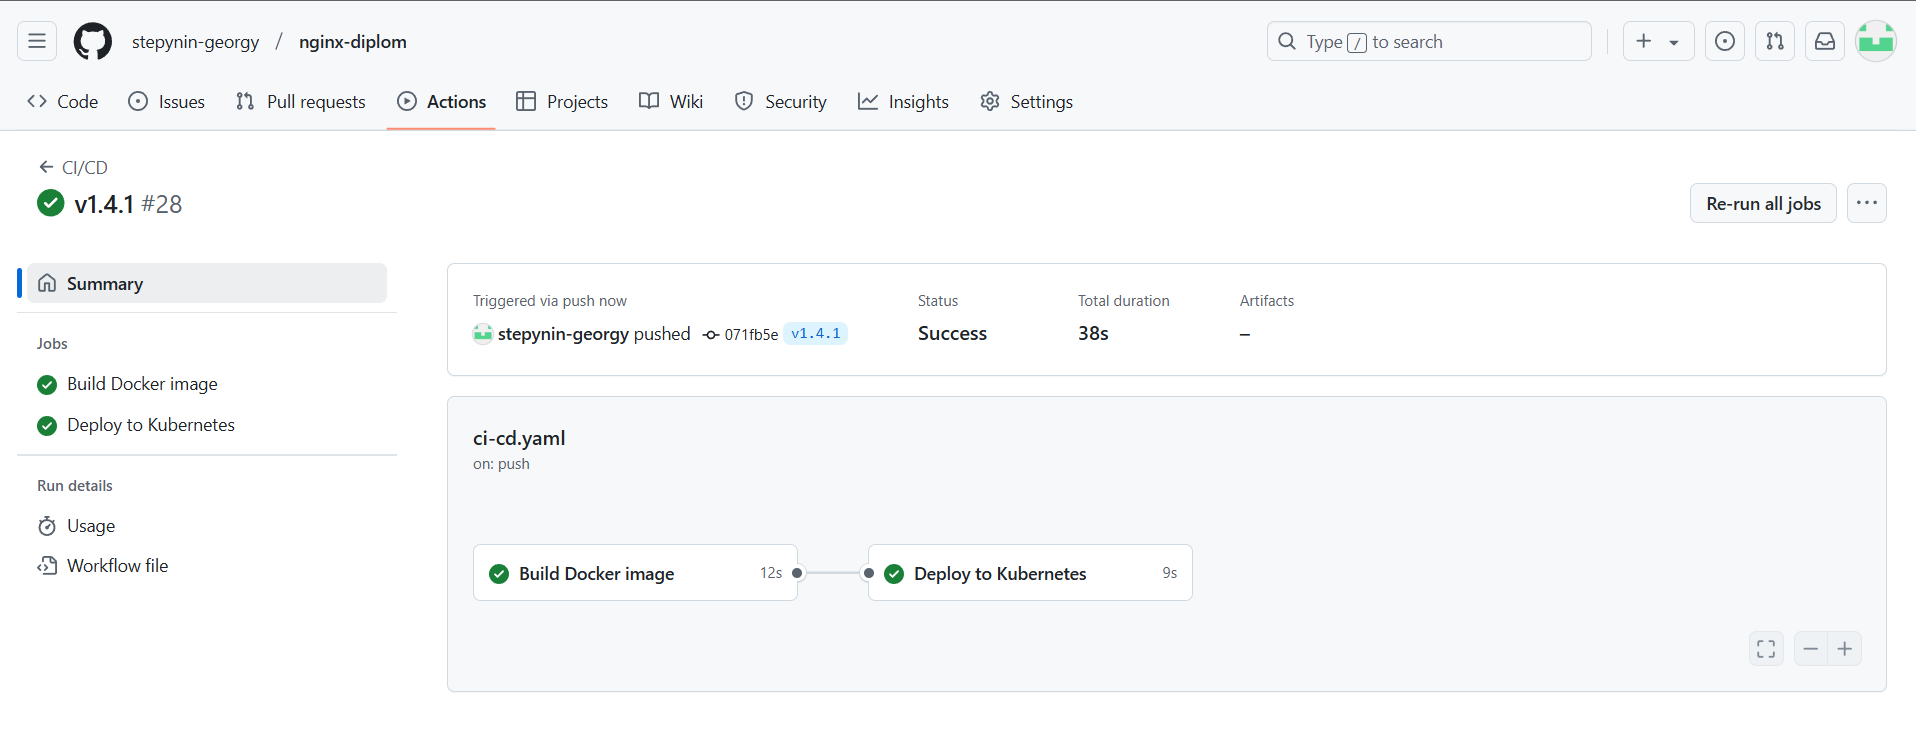 stepynin-georgy / nginx-diplom
Type / to search
Code
Issues
Pull requests
Actions
Projects
Wiki
Security
Insights
Settings
CI/CD
v1.4.1 #28
Re-run all jobs
Summary
Jobs
Build Docker image
Deploy to Kubernetes
Run details
Usage
Workflow file
Triggered via push now
stepynin-georgy pushed 071fb5e v1.4.1
Status
Success
Total duration
38s
Artifacts
–
ci-cd.yaml
on: push
Build Docker image 12s
Deploy to Kubernetes 9s